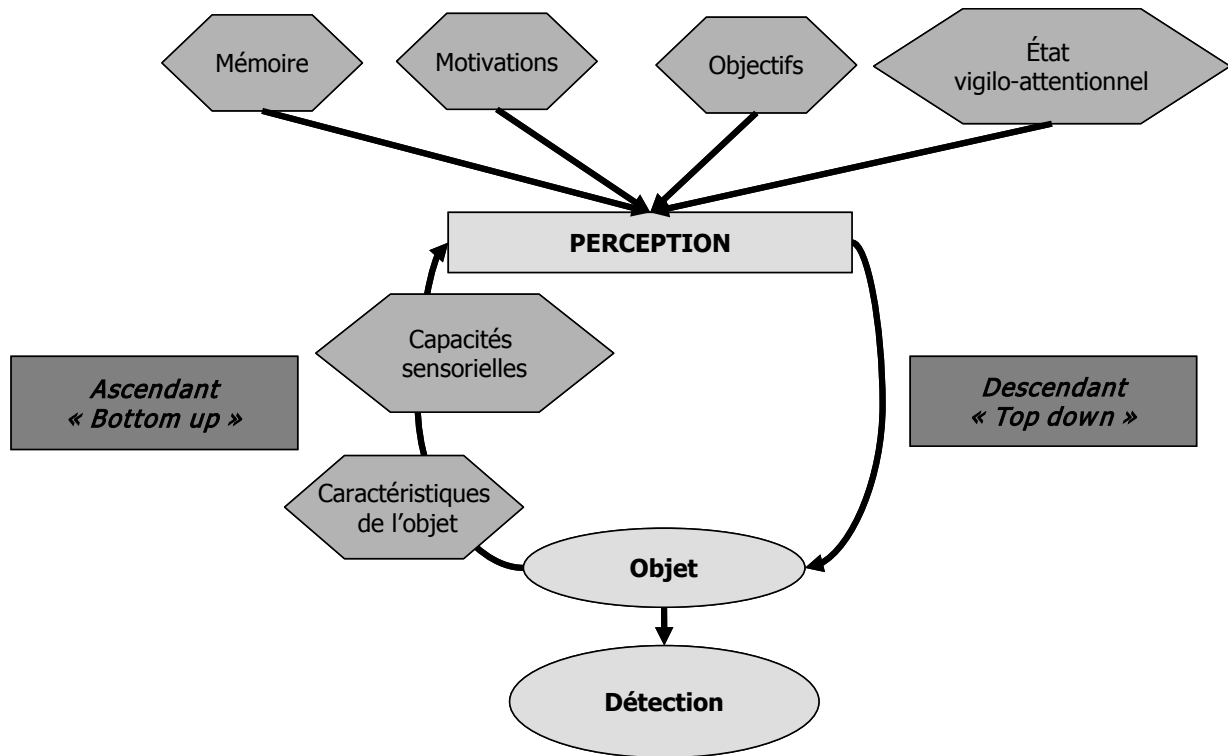 Mémoire
Motivations
Objectifs
État
vigilo-attentionnel
PERCEPTION
Capacités
sensorielles
Ascendant
« Bottom up »
Descendant
« Top down »
Caractéristiques
de l'objet
Objet
Détection